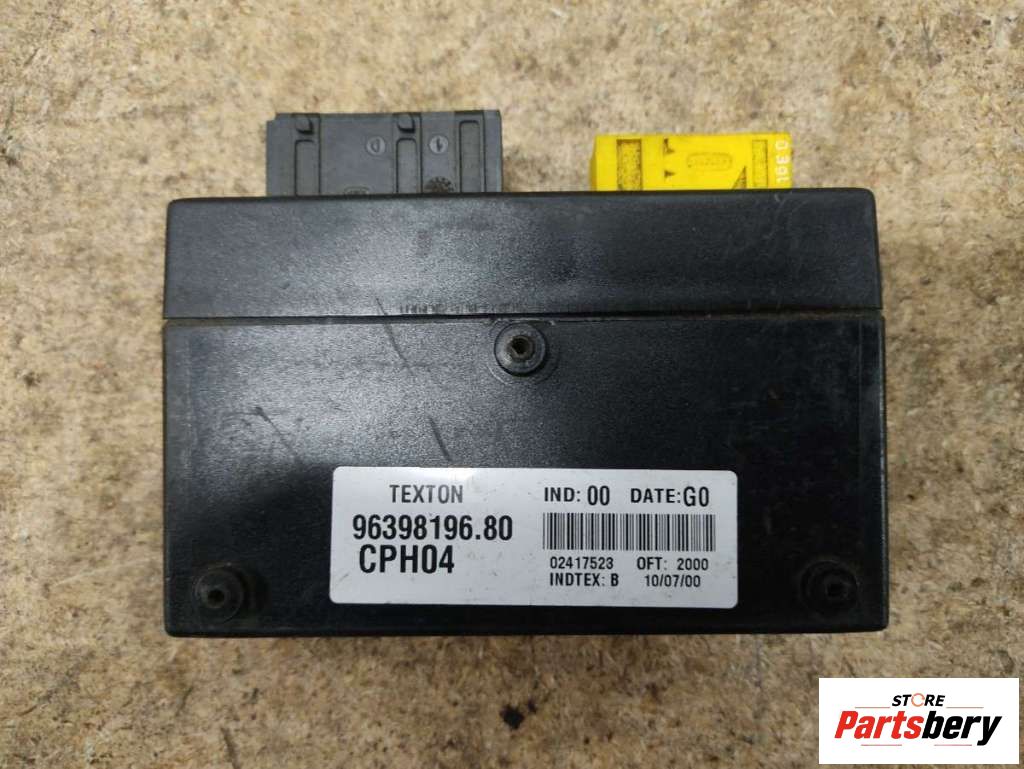 TEXTON
96398196.80
CPH04
IND: 00 DATE:G0
02417523 OFT: 2000
INDTEX: B 10/07/00
STORE
Partsbery